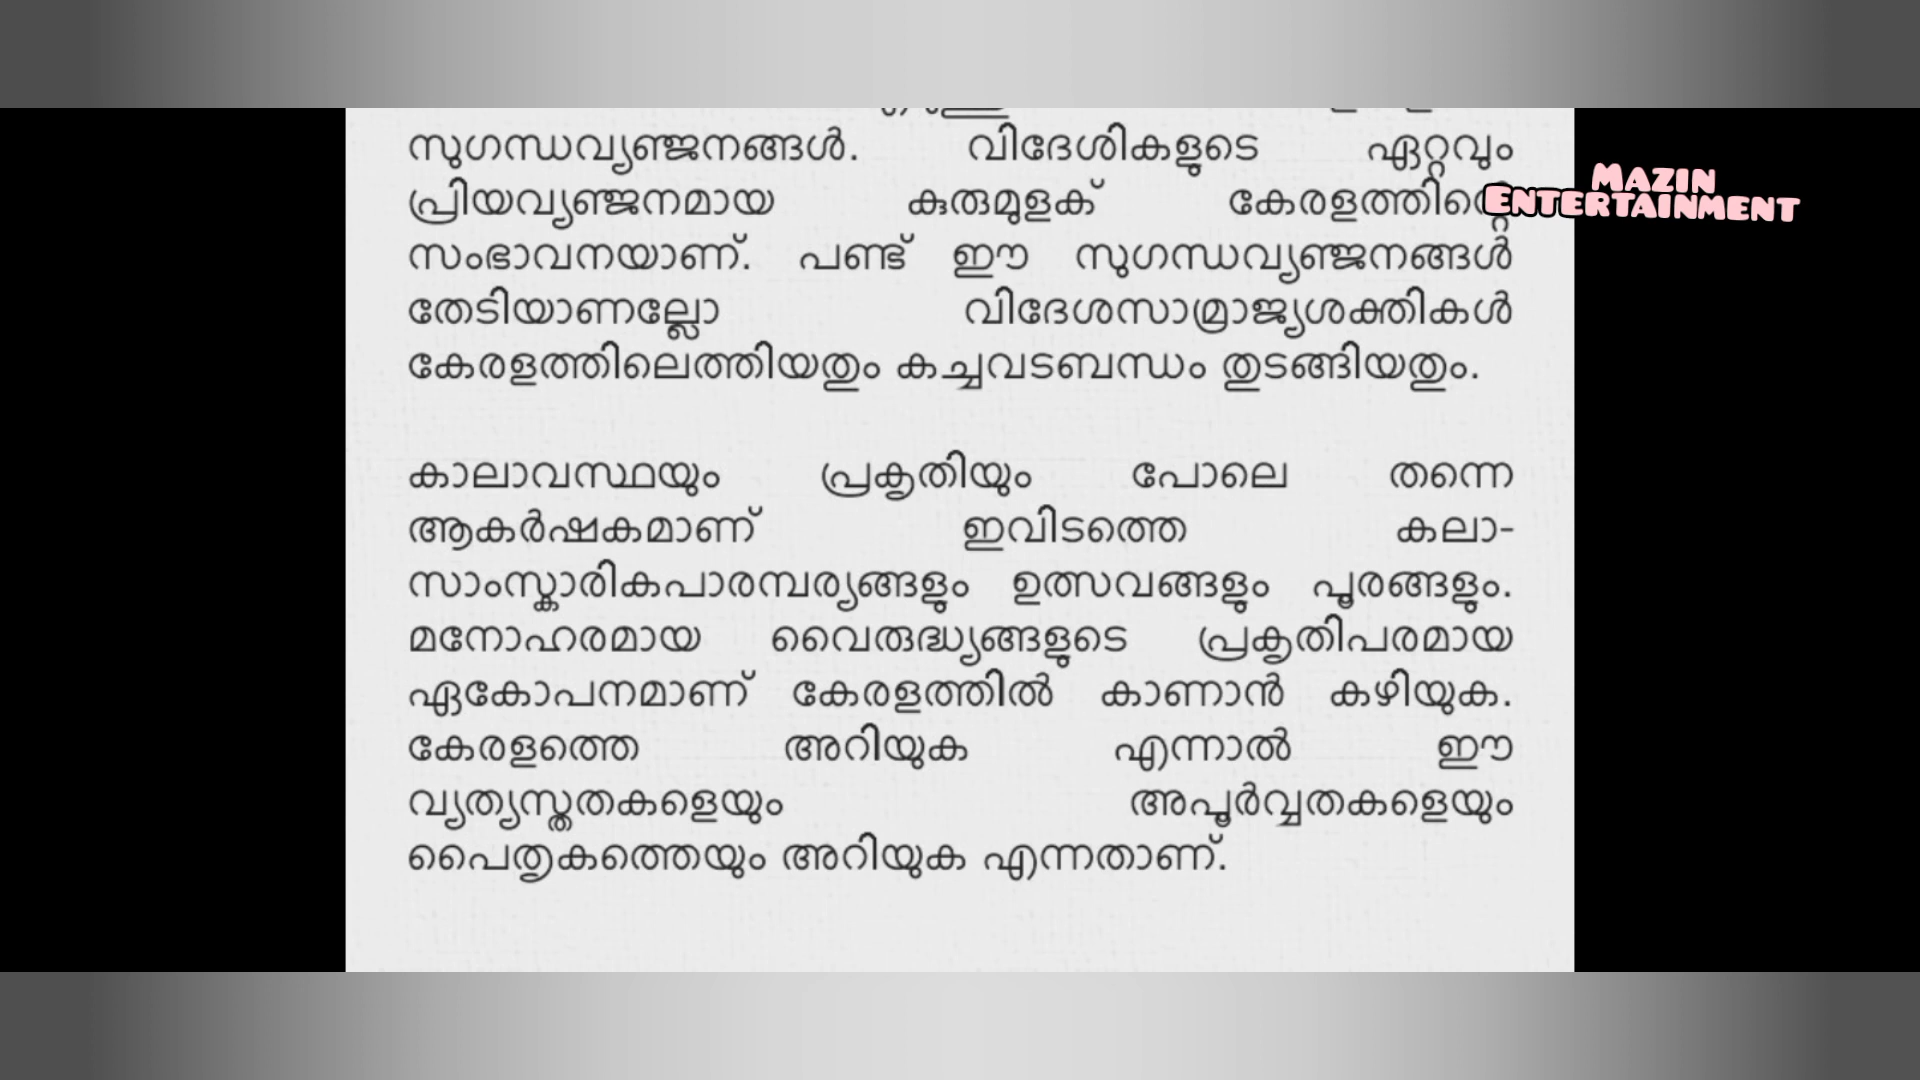 സുഗന്ധവ്യഞ്ജനങ്ങൾ. വിദേശികളുടെ ഏറ്റവും
പ്രിയവ്യഞ്ജനമായ കുരുമുളക് കേരളത്തിന്റെ
സംഭാവനയാണ്. പണ്ട് ഈ സുഗന്ധവ്യഞ്ജനങ്ങൾ
തേടിയാണല്ലോ വിദേശസാമ്രാജ്യശക്തികൾ
കേരളത്തിലെത്തിയതും കച്ചവടബന്ധം തുടങ്ങിയതും.
കാലാവസ്ഥയും പ്രകൃതിയും പോലെ തന്നെ
ആകർഷകമാണ് ഇവിടത്തെ കലാ-
സാംസ്കാരികപാരമ്പര്യങ്ങളും ഉത്സവങ്ങളും പൂരങ്ങളും.
മനോഹരമായ വൈരുദ്ധ്യങ്ങളുടെ പ്രകൃതിപരമായ
ഏകോപനമാണ് കേരളത്തിൽ കാണാൻ കഴിയുക.
കേരളത്തെ അറിയുക എന്നാൽ ഈ
വ്യത്യസ്തതകളെയും അപൂർവ്വതകളെയും
പൈതൃകത്തെയും അറിയുക എന്നതാണ്.
MAZIN
ENTERTAINMENT